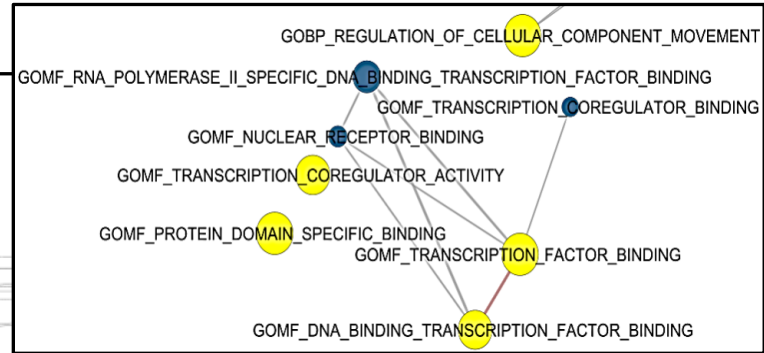 GOBP_REGULATION_OF_CELLULAR_COMPONENT_MOVEMENT
GOMF_RNA_POLYMERASE_II_SPECIFIC_DNA_BINDING_TRANSCRIPTION_FACTOR_BINDING
GOMF_TRANSCRIPTION_COREGULATOR_BINDING
GOMF_NUCLEAR_RECEPTOR_BINDING
GOMF_TRANSCRIPTION_COREGULATOR_ACTIVITY
GOMF_PROTEIN_DOMAIN_SPECIFIC_BINDING
GOMF_TRANSCRIPTION_FACTOR_BINDING
GOMF_DNA_BINDING_TRANSCRIPTION_FACTOR_BINDING